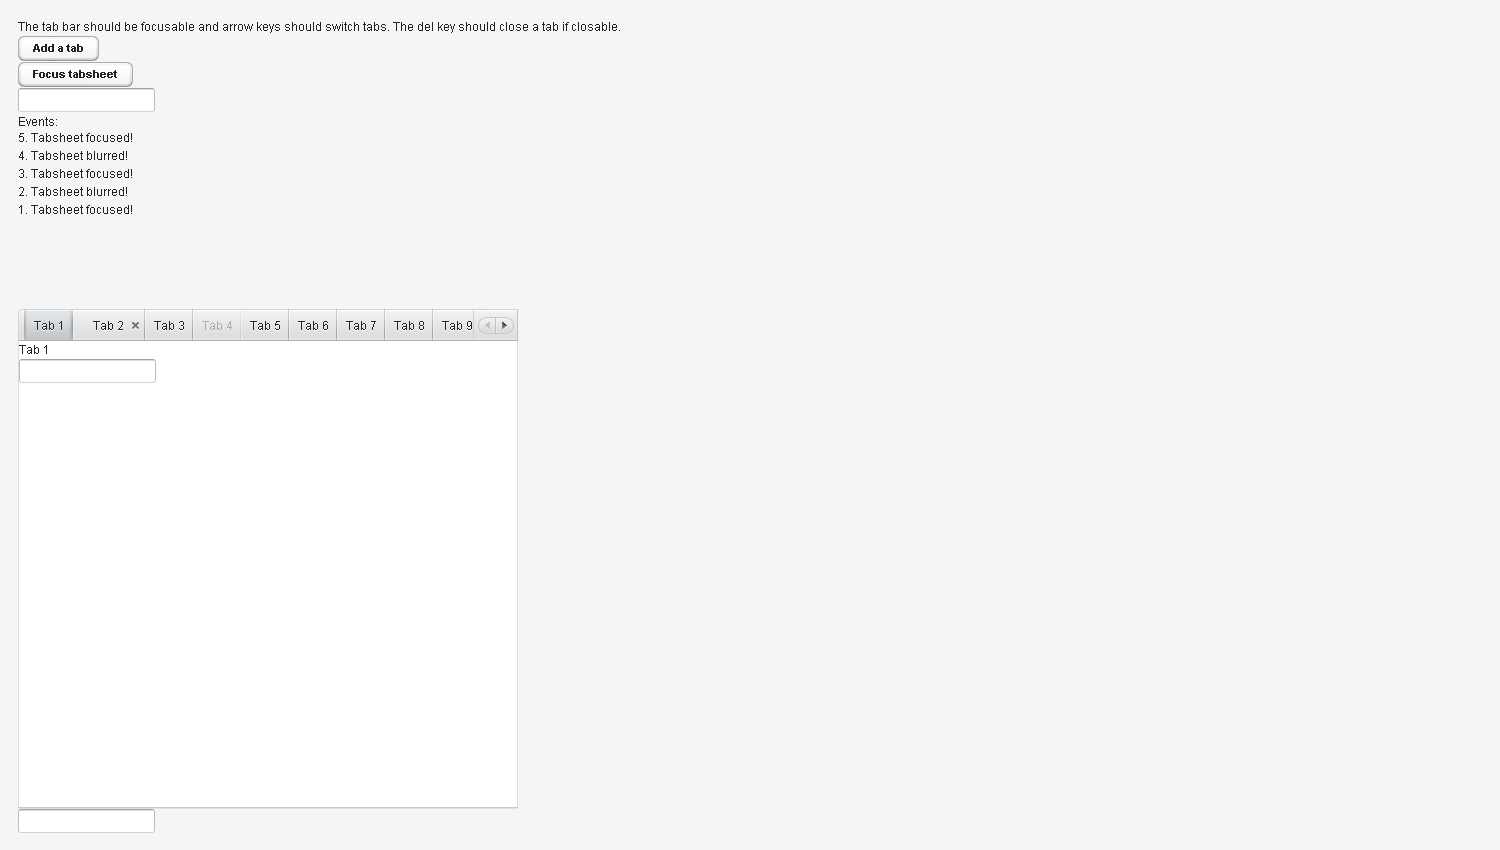 The tab bar should be focusable and arrow keys should switch tabs. The del key should close a tab if closable.
Add a tab
Focus tabsheet
Events:
5. Tabsheet focused!
4. Tabsheet blurred!
3. Tabsheet focused!
2. Tabsheet blurred!
1. Tabsheet focused!
Tab 1 Tab 2 Tab 3 Tab 4 Tab 5 Tab 6 Tab 7 Tab 8 Tab 9
Tab 1